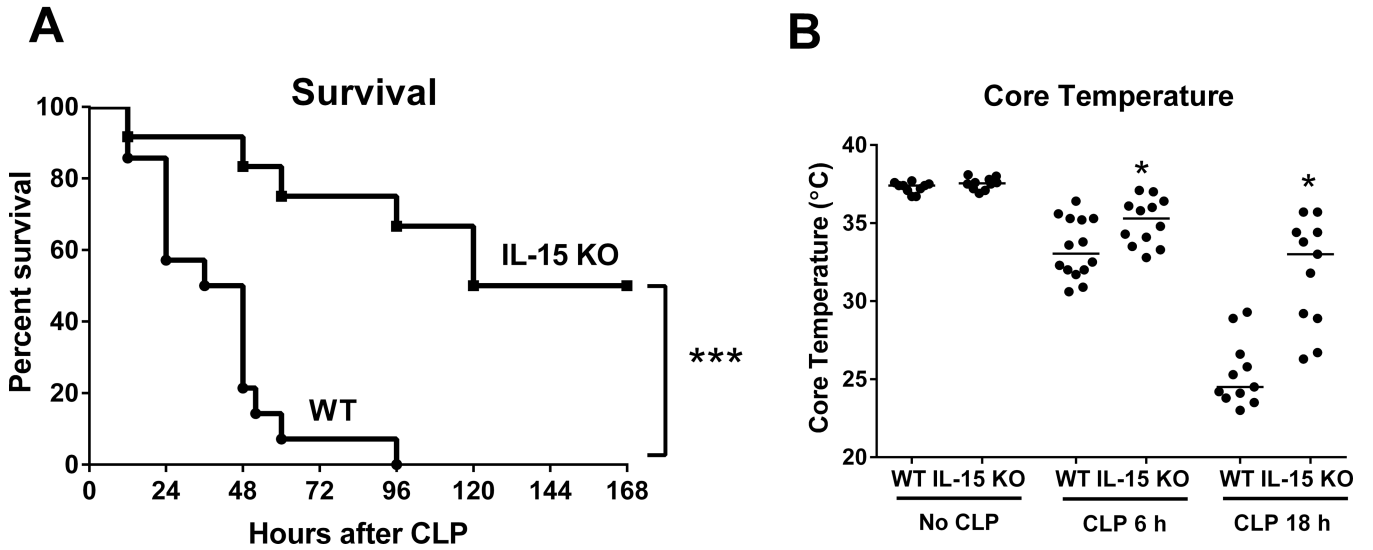 A
Survival
Percent survival
100
80
60
40
20
0
IL-15 KO
WT
***
0 24 48 72 96 120 144 168
Hours after CLP
B
Core Temperature
Core Temperature (°C)
40
35
30
25
20
*
*
WT IL-15 KO WT IL-15 KO WT IL-15 KO
No CLP CLP 6 h CLP 18 h